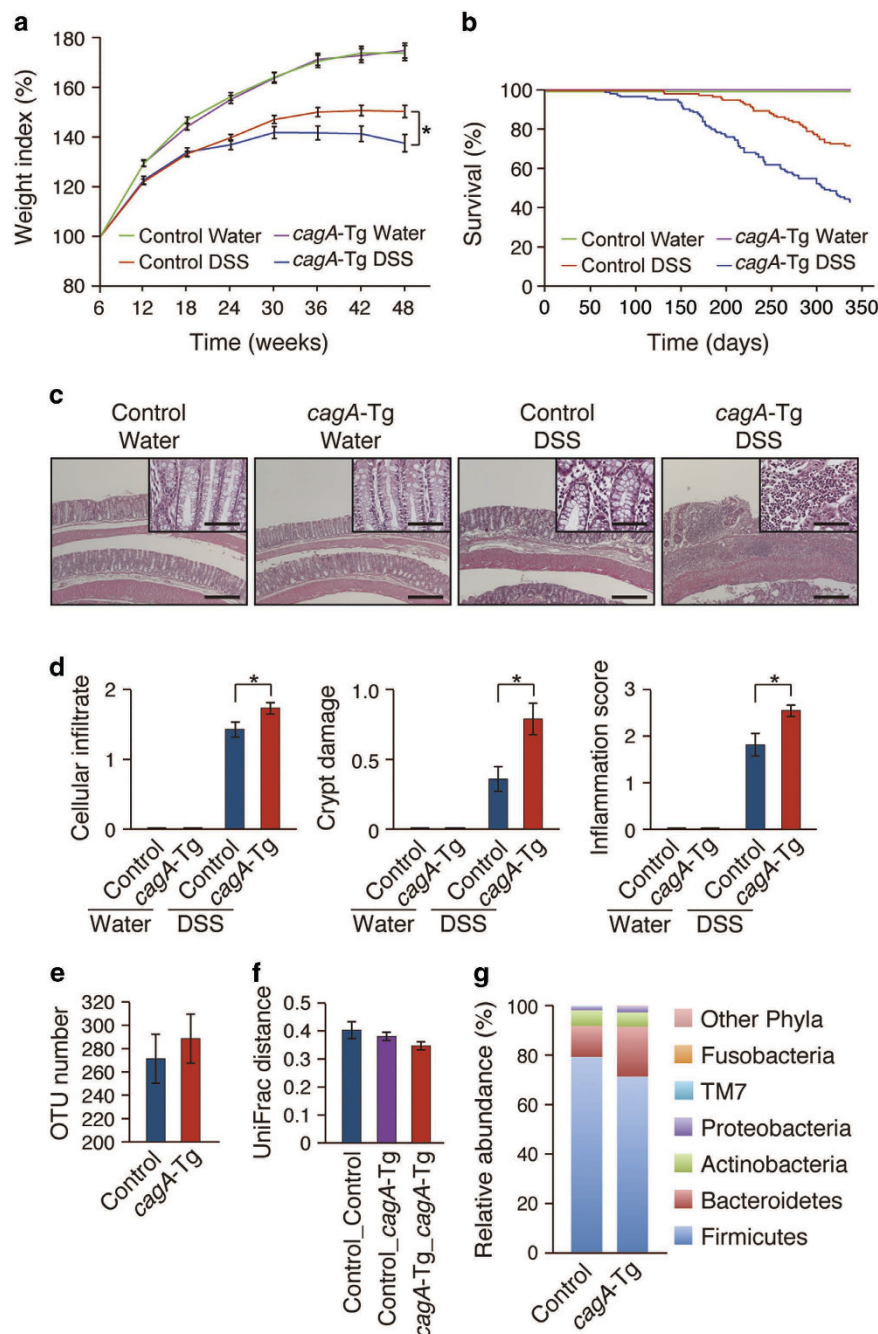 a
180
160
140
120
100
80
Weight index (%)
*
Control Water
cagA-Tg Water
Control DSS
cagA-Tg DSS
6 12 18 24 30 36 42 48
Time (weeks)
b
100
80
60
40
20
0
Survival (%)
Control Water
cagA-Tg Water
Control DSS
cagA-Tg DSS
0 50 100 150 200 250 300 350
Time (days)
c
Control
Water
cagA-Tg
Water
Control
DSS
cagA-Tg
DSS
d
Cellular infiltrate
2
1
0
*
Control
cagA-Tg
Control
cagA-Tg
Water
DSS
Crypt damage
1.0
0.5
0
*
Control
cagA-Tg
Control
cagA-Tg
Water
DSS
Inflammation score
3
2
1
0
*
Control
cagA-Tg
Control
cagA-Tg
Water
DSS
e
OTU number
320
300
280
260
240
220
200
Control
cagA-Tg
f
UniFrac distance
0.5
0.4
0.3
0.2
0.1
0
Control_Control
Control_cagA-Tg
cagA-Tg_cagA-Tg
g
Relative abundance (%)
100
80
60
40
20
0
Control
cagA-Tg
Other Phyla
Fusobacteria
TM7
Proteobacteria
Actinobacteria
Bacteroidetes
Firmicutes